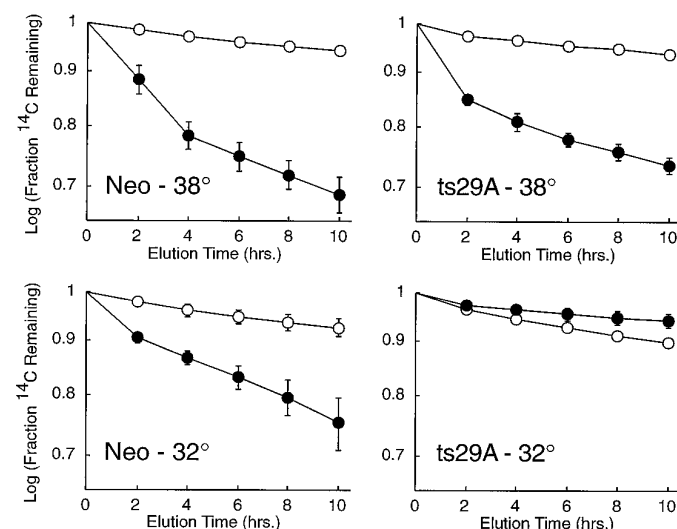 Log (Fraction ¹⁴C Remaining)
1
0.9
0.8
0.7
Neo - 38°
0 2 4 6 8 10
Elution Time (hrs.)
1
0.9
0.8
0.7
ts29A - 38°
0 2 4 6 8 10
Elution Time (hrs.)
Log (Fraction ¹⁴C Remaining)
1
0.9
0.8
0.7
Neo - 32°
0 2 4 6 8 10
Elution Time (hrs.)
1
0.9
0.8
0.7
ts29A - 32°
0 2 4 6 8 10
Elution Time (hrs.)